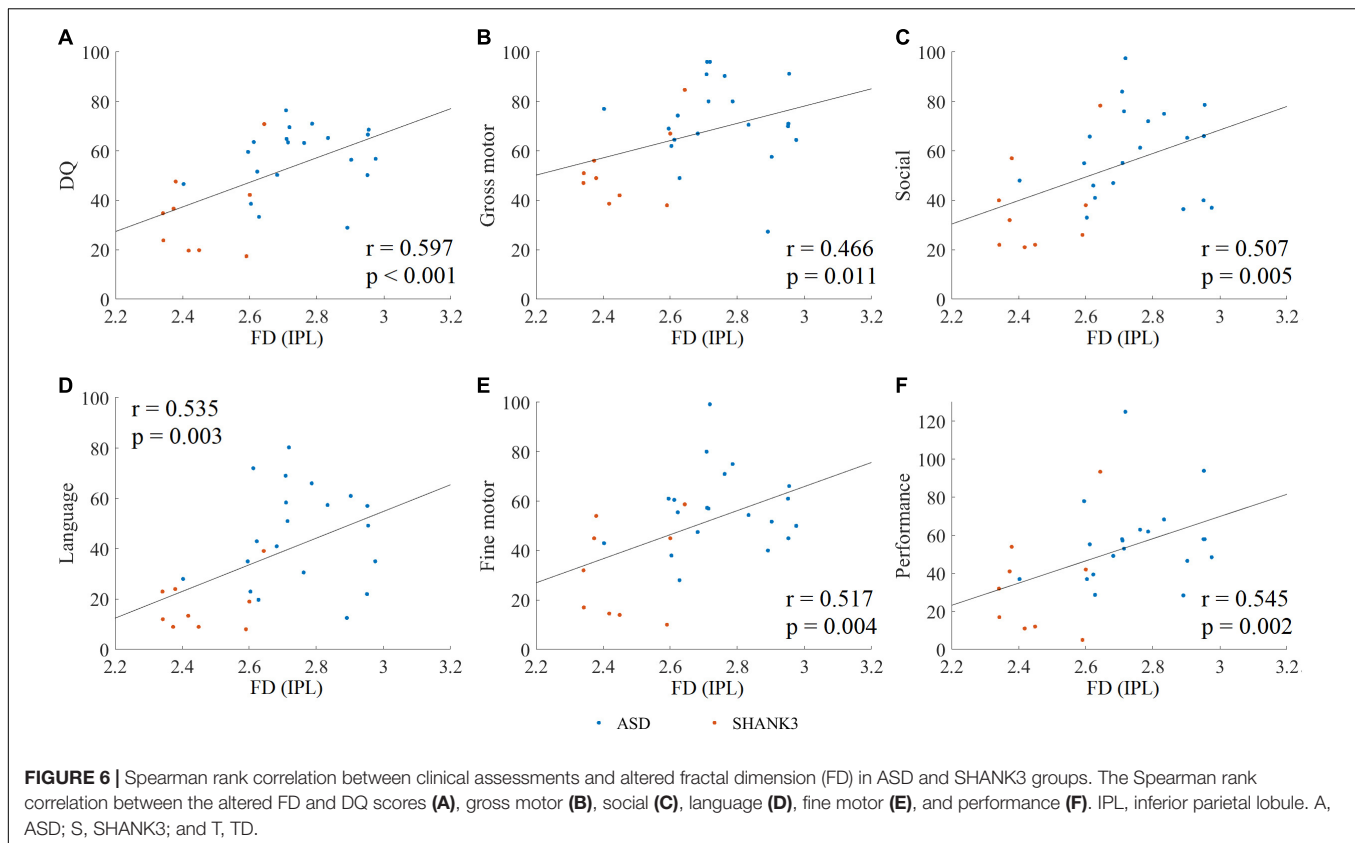 A
100
80
60
40
20
0
DQ
r = 0.597
p < 0.001
2.2 2.4 2.6 2.8 3 3.2
FD (IPL)
B
100
80
60
40
20
0
Gross motor
r = 0.466
p = 0.011
2.2 2.4 2.6 2.8 3 3.2
FD (IPL)
C
100
80
60
40
20
0
Social
r = 0.507
p = 0.005
2.2 2.4 2.6 2.8 3 3.2
FD (IPL)
D
100
80
60
40
20
0
Language
r = 0.535
p = 0.003
2.2 2.4 2.6 2.8 3 3.2
FD (IPL)
E
100
80
60
40
20
0
Fine motor
r = 0.517
p = 0.004
2.2 2.4 2.6 2.8 3 3.2
FD (IPL)
F
120
100
80
60
40
20
0
Performance
r = 0.545
p = 0.002
2.2 2.4 2.6 2.8 3 3.2
FD (IPL)
ASD SHANK3
FIGURE 6 | Spearman rank correlation between clinical assessments and altered fractal dimension (FD) in ASD and SHANK3 groups. The Spearman rank
correlation between the altered FD and DQ scores (A), gross motor (B), social (C), language (D), fine motor (E), and performance (F). IPL, inferior parietal lobule. A,
ASD; S, SHANK3; and T, TD.